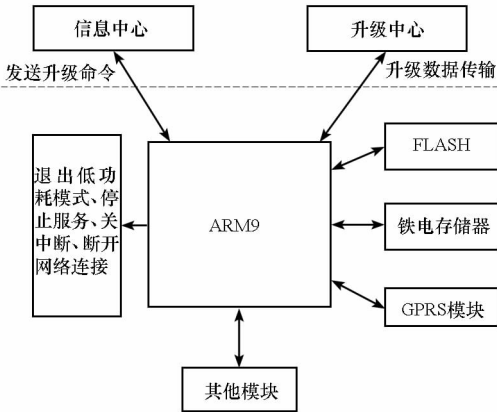 信息中心
升级中心
发送升级命令
升级数据传输
退出低功
耗模式、停
止服务、关
中断、断开
网络连接
ARM9
FLASH
铁电存储器
GPRS模块
其他模块